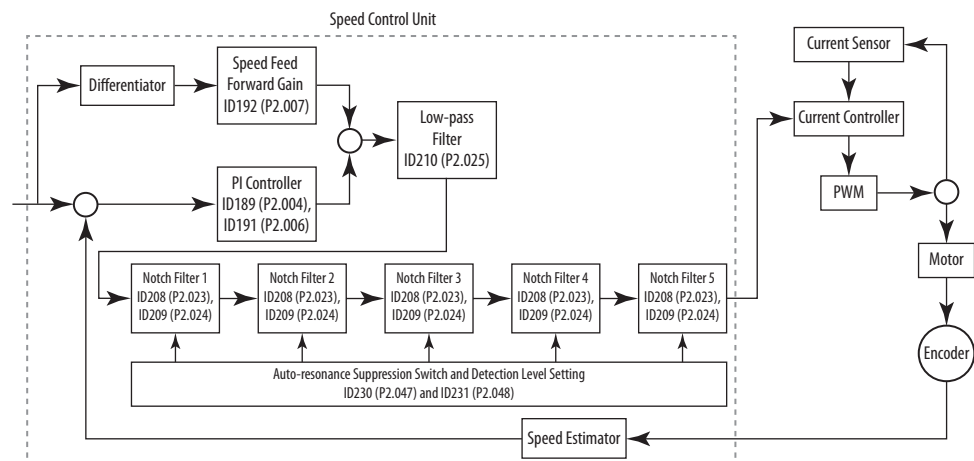 Speed Control Unit
Differentiator
Speed Feed
Forward Gain
ID192 (P2.007)
PI Controller
ID189 (P2.004),
ID191 (P2.006)
Low-pass
Filter
ID210 (P2.025)
Current Sensor
Current Controller
PWM
Motor
Encoder
Notch Filter 1
ID208 (P2.023),
ID209 (P2.024)
Notch Filter 2
ID208 (P2.023),
ID209 (P2.024)
Notch Filter 3
ID208 (P2.023),
ID209 (P2.024)
Notch Filter 4
ID208 (P2.023),
ID209 (P2.024)
Notch Filter 5
ID208 (P2.023),
ID209 (P2.024)
Auto-resonance Suppression Switch and Detection Level Setting
ID230 (P2.047) and ID231 (P2.048)
Speed Estimator